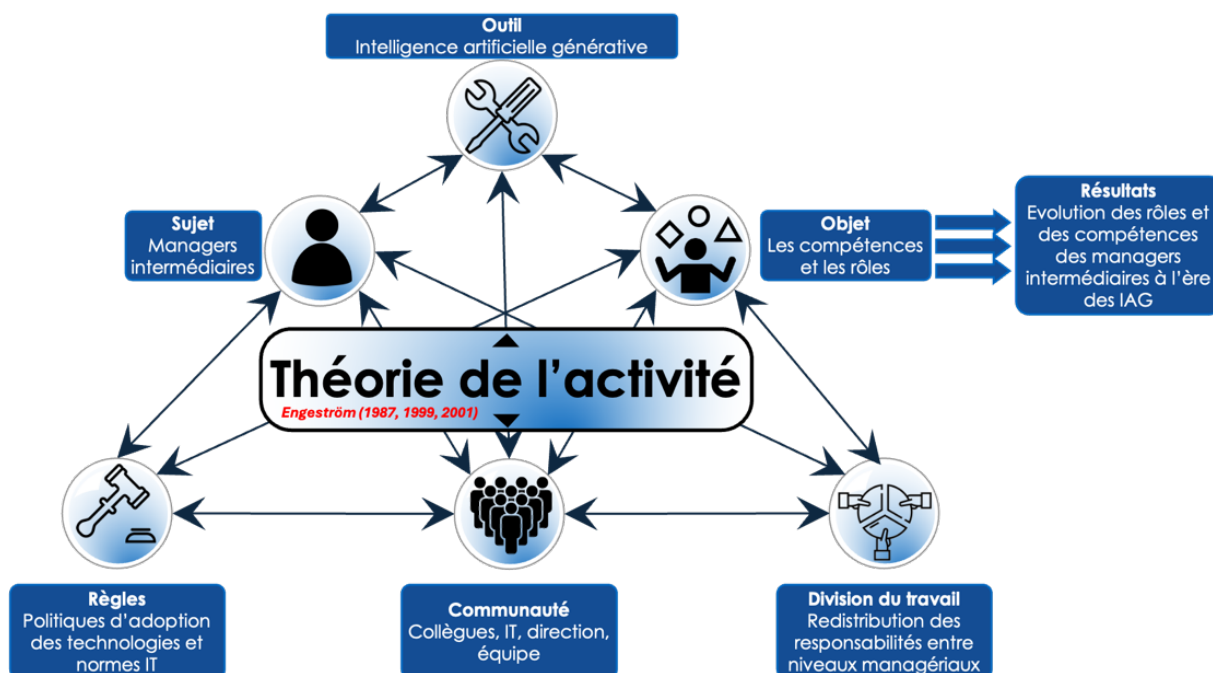 Outil
Intelligence artificielle générative
Sujet
Managers
intermédiaires
Objet
Les compétences
et les rôles
Résultats
Evolution des rôles et
des compétences
des managers
intermédiaires à l'ère
des IAG
Théorie de l'activité
Engeström (1987, 1999, 2001)
Règles
Politiques d'adoption
des technologies et
normes IT
Communauté
Collègues, IT, direction,
équipe
Division du travail
Redistribution des
responsabilités entre
niveaux managériaux